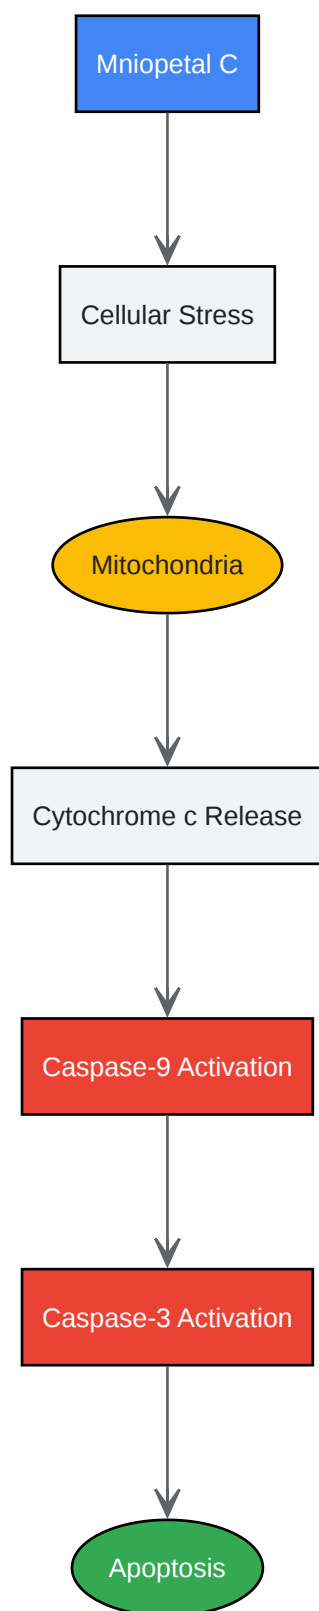 Mniopetal C
Cellular Stress
Mitochondria
Cytochrome c Release
Caspase-9 Activation
Caspase-3 Activation
Apoptosis